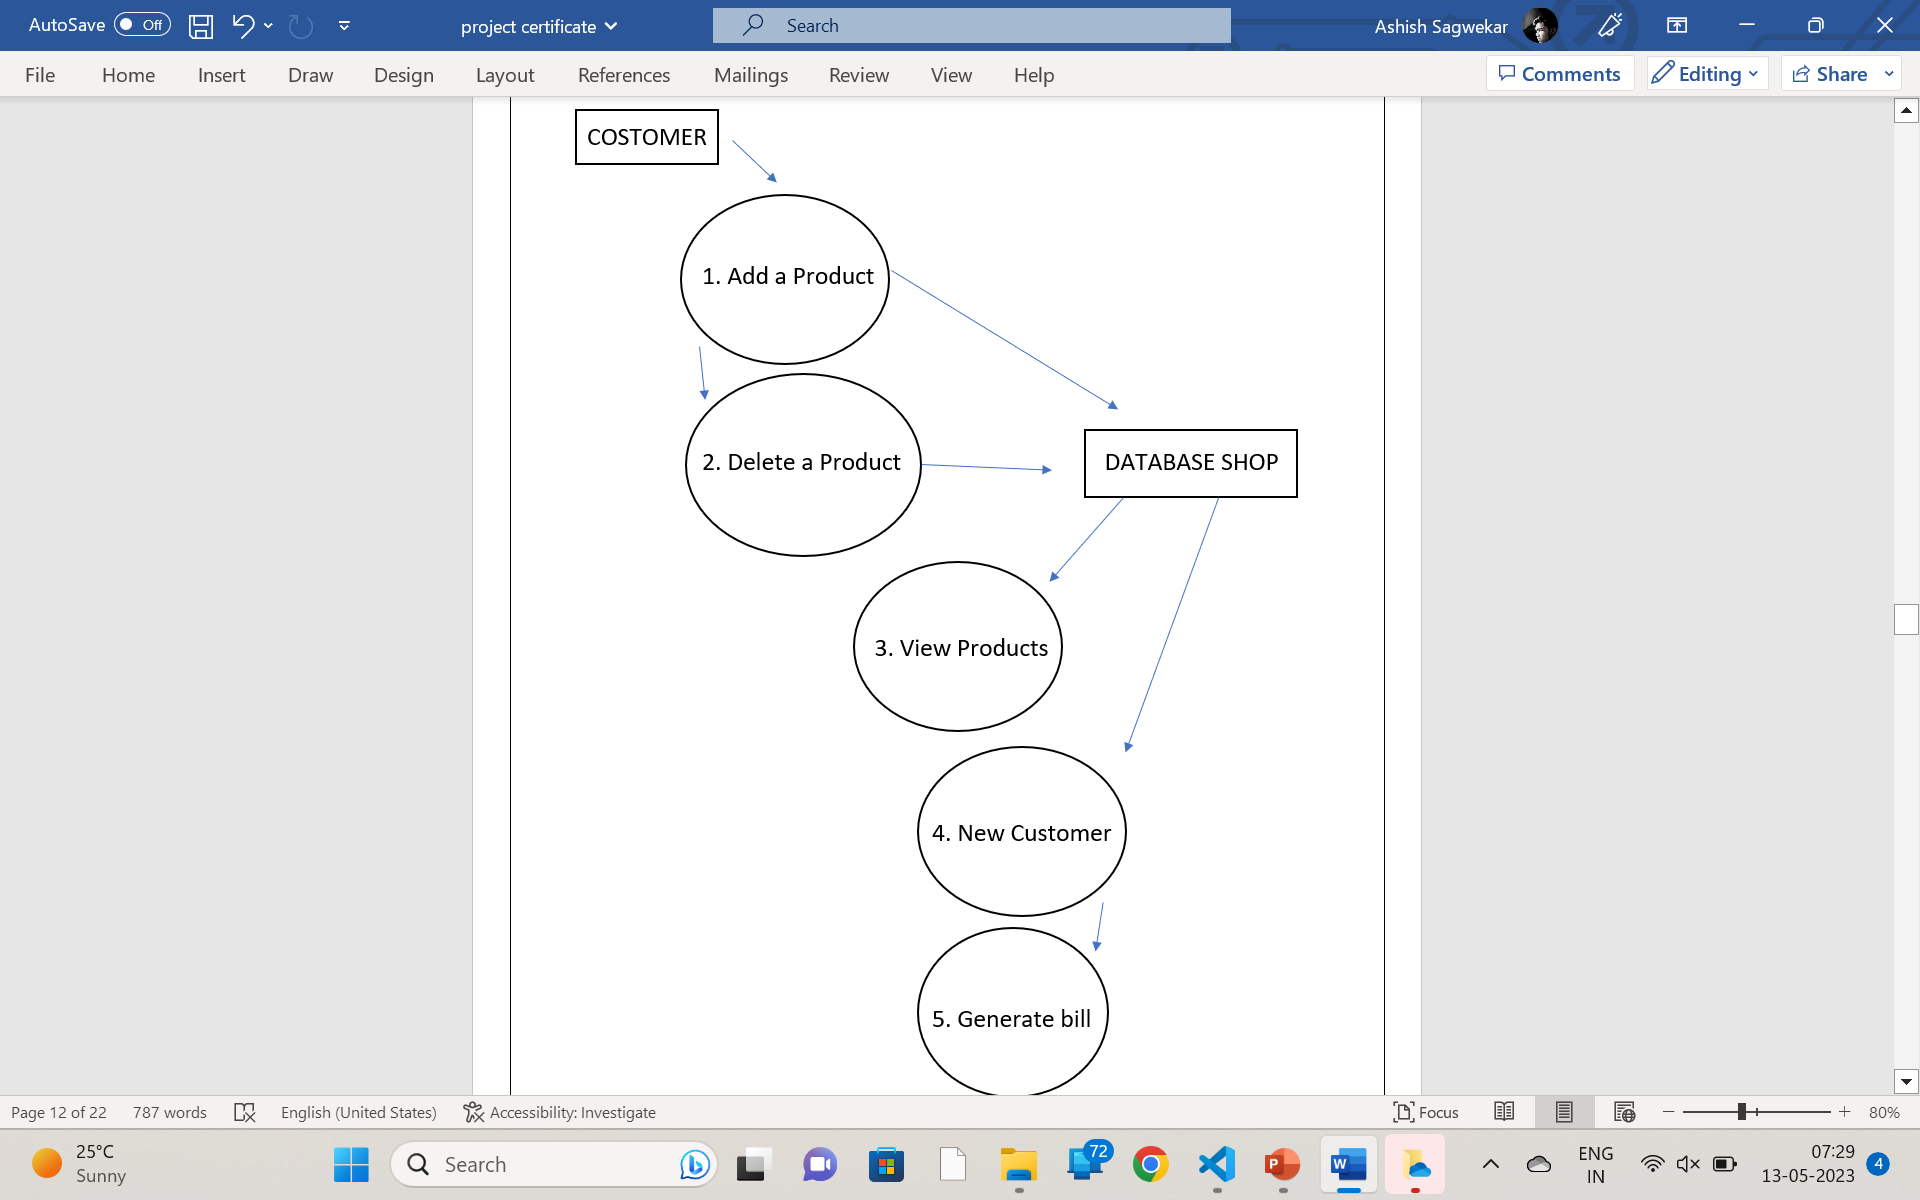 AutoSave Off project certificate Search Ashish Sagwekar
File Home Insert Draw Design Layout References Mailings Review View Help Comments Editing Share
COSTOMER
1. Add a Product
2. Delete a Product
DATABASE SHOP
3. View Products
4. New Customer
5. Generate bill
Page 12 of 22 787 words English (United States) Accessibility: Investigate Focus 80%
25°C
Sunny
Search
72
P
W
ENG
IN
07:29
13-05-2023
4